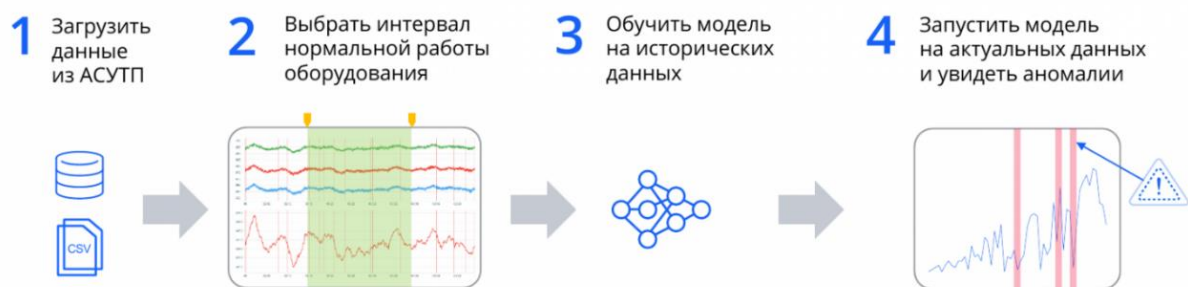 1
Загрузить
данные
из АСУТП
2
Выбрать интервал
нормальной работы
оборудования
3
Обучить модель
на исторических
данных
4
Запустить модель
на актуальных данных
и увидеть аномалии
CSV
!